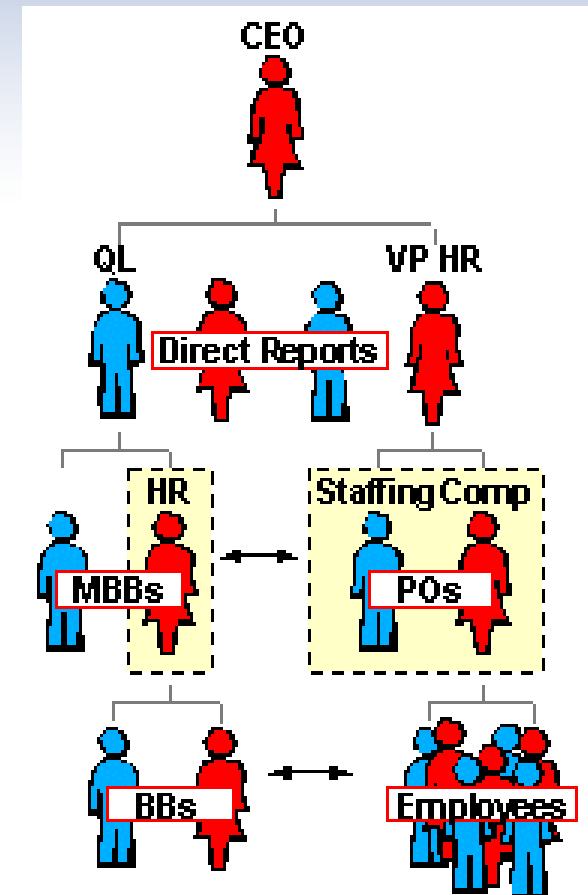 CEO
QL
VP HR
Direct Reports
HR
Staffing Comp
MBBs
POs
BBs
Employees